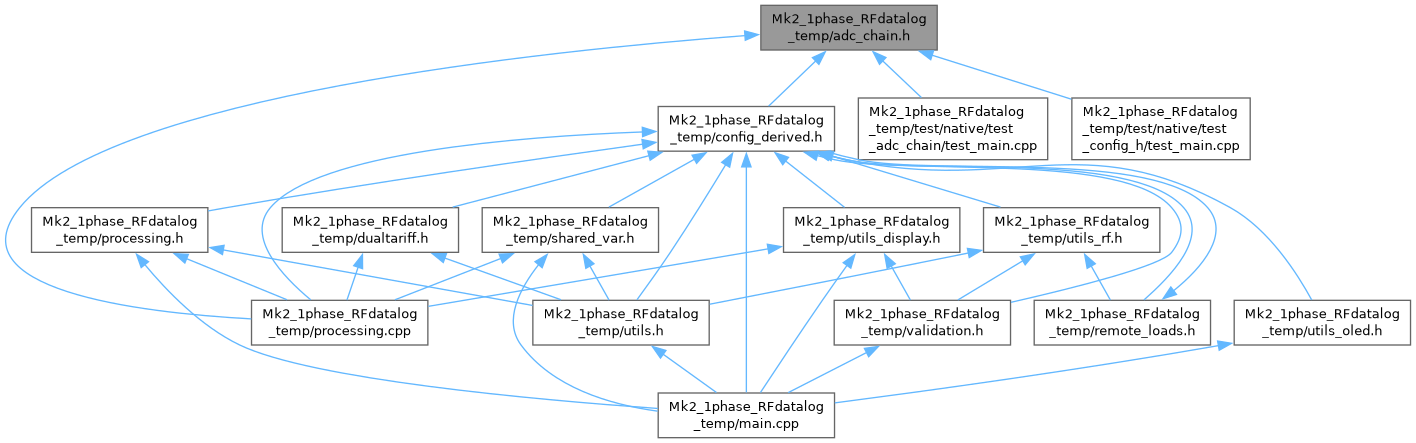 Mk2_1phase_RFdatalog
_temp/adc_chain.h
Mk2_1phase_RFdatalog
_temp/config_derived.h
Mk2_1phase_RFdatalog
_temp/test/native/test
_adc_chain/test_main.cpp
Mk2_1phase_RFdatalog
_temp/test/native/test
_config_h/test_main.cpp
Mk2_1phase_RFdatalog
_temp/processing.h
Mk2_1phase_RFdatalog
_temp/dualtariff.h
Mk2_1phase_RFdatalog
_temp/shared_var.h
Mk2_1phase_RFdatalog
_temp/utils_display.h
Mk2_1phase_RFdatalog
_temp/utils_rf.h
Mk2_1phase_RFdatalog
_temp/processing.cpp
Mk2_1phase_RFdatalog
_temp/utils.h
Mk2_1phase_RFdatalog
_temp/validation.h
Mk2_1phase_RFdatalog
_temp/remote_loads.h
Mk2_1phase_RFdatalog
_temp/utils_oled.h
Mk2_1phase_RFdatalog
_temp/main.cpp